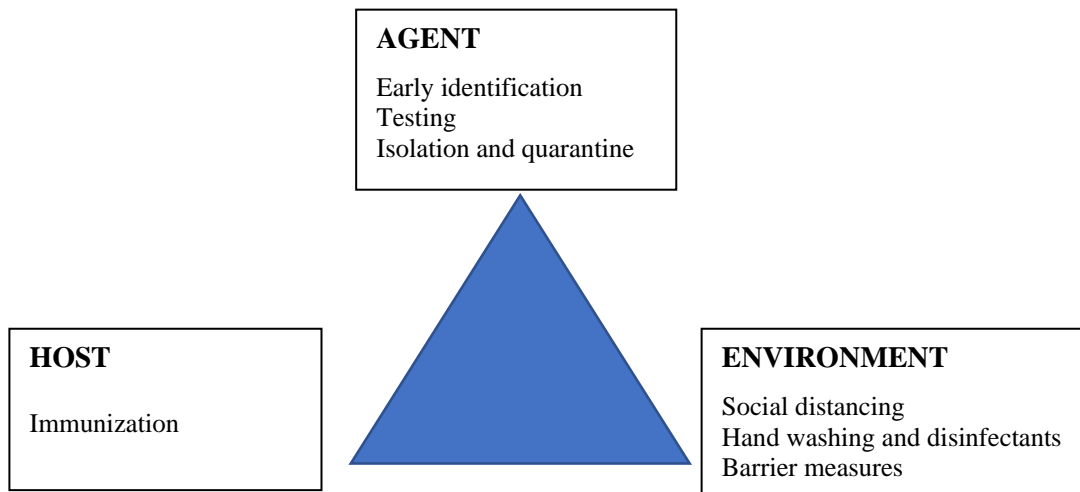 AGENT
Early identification
Testing
Isolation and quarantine
HOST
Immunization
ENVIRONMENT
Social distancing
Hand washing and disinfectants
Barrier measures